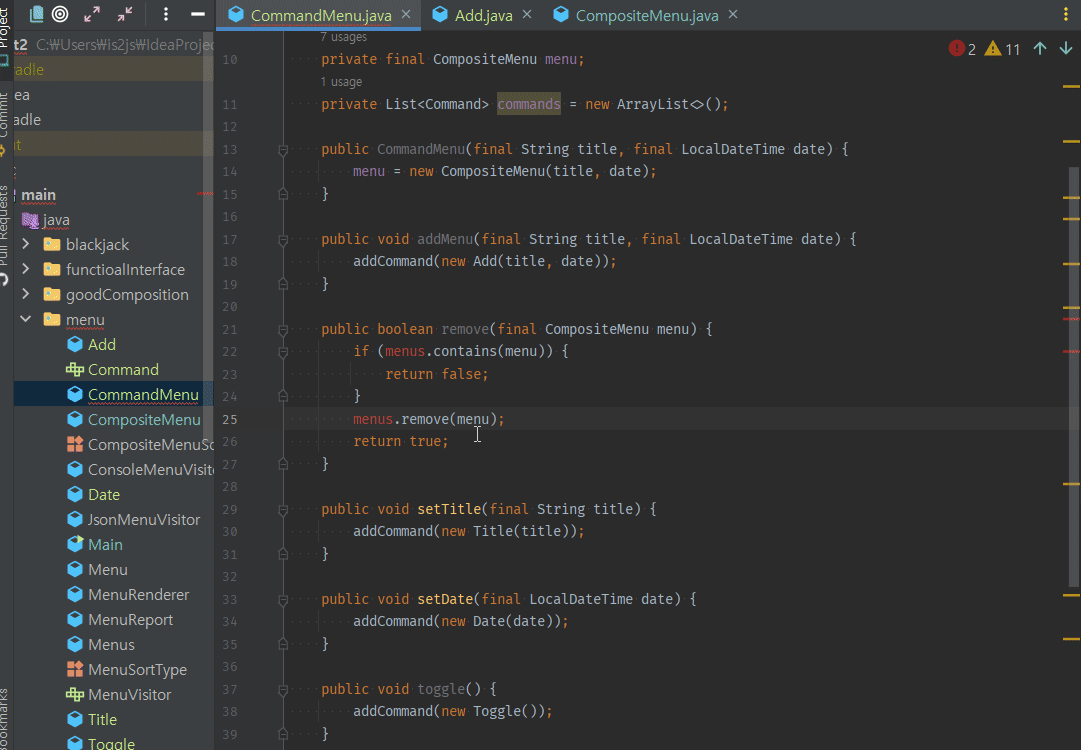 CommandMenu.java
Add.java
CompositeMenu.java
Project
Commit
Pull Requests
ookmarks
t2 C:₩Users₩is2js₩IdeaProjec
adle
ea
adle
t
main
java
blackjack
functioalInterface
goodComposition
menu
Add
Command
CommandMenu
CompositeMenu
CompositeMenuSo
ConsoleMenuVisito
Date
JsonMenuVisitor
Main
Menu
MenuRenderer
MenuReport
Menus
MenuSortType
MenuVisitor
Title
Toggle
2 11
7 usages
10 private final CompositeMenu menu;
1 usage
11 private List<Command> commands = new ArrayList<>();
12
13 public CommandMenu(final String title, final LocalDateTime date) {
14 menu = new CompositeMenu(title, date);
15 }
16
17 public void addMenu(final String title, final LocalDateTime date) {
18 addCommand(new Add(title, date));
19 }
20
21 public boolean remove(final CompositeMenu menu) {
22 if (menus.contains(menu)) {
23 return false;
24 }
25 menus.remove(menu);
26 return true;
27 }
28
29 public void setTitle(final String title) {
30 addCommand(new Title(title));
31 }
32
33 public void setDate(final LocalDateTime date) {
34 addCommand(new Date(date));
35 }
36
37 public void toggle() {
38 addCommand(new Toggle());
39 }